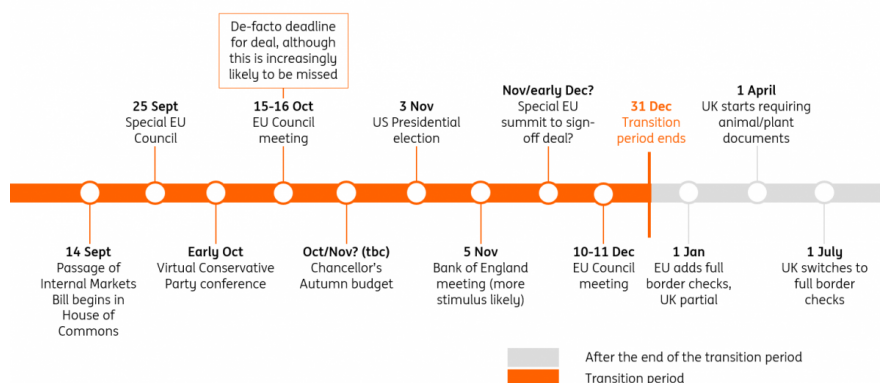 De-facto deadline
for deal, although
this is increasingly
likely to be missed
25 Sept
Special EU
Council
15-16 Oct
EU Council
meeting
3 Nov
US Presidential
election
Nov/early Dec?
Special EU
summit to sign-
off deal?
31 Dec
Transition
period ends
1 April
UK starts requiring
animal/plant
documents
14 Sept
Passage of
Internal Markets
Bill begins in
House of
Commons
Early Oct
Virtual Conservative
Party conference
Oct/Nov? (tbc)
Chancellor's
Autumn budget
5 Nov
Bank of England
meeting (more
stimulus likely)
10-11 Dec
EU Council
meeting
1 Jan
EU adds full
border checks,
UK partial
1 July
UK switches to
full border
checks
After the end of the transition period
Transition period